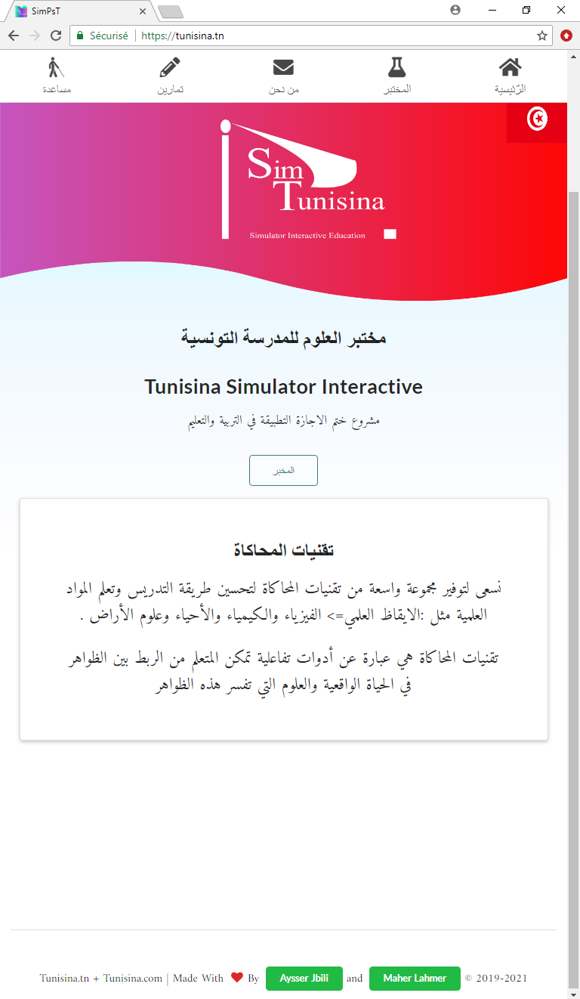 SimPsT
Sécurisé
https://tunisina.tn
الرّئيسية
المختبر
من نحن
تمارين
مساعدة
Sim
Tunisina
Simulator Interactive Education
مختبر العلوم للمدرسة التونسية
Tunisina Simulator Interactive
مشروع ختم الاجازة التطبيقة في التربية والتعليم
المخبر
تقنيات المحاكاة
نسعى لتوفير مجموعة واسعة من تقنيات المحاكاة لتحسين طريقة التدريس وتعلم المواد
العلمية مثل :الايقاظ العلمي=> الفيزياء والكيمياء والأحياء وعلوم الأراض .
تقنيات المحاكاة هي عبارة عن أدوات تفاعلية تمكن المتعلم من الربط بين الظواهر
في الحياة الواقعية والعلوم التي تفسر هذه الظواهر
Tunisina.tn + Tunisina.com | Made With ❤ By Aysser Jbili and Maher Lahmer © 2019-2021